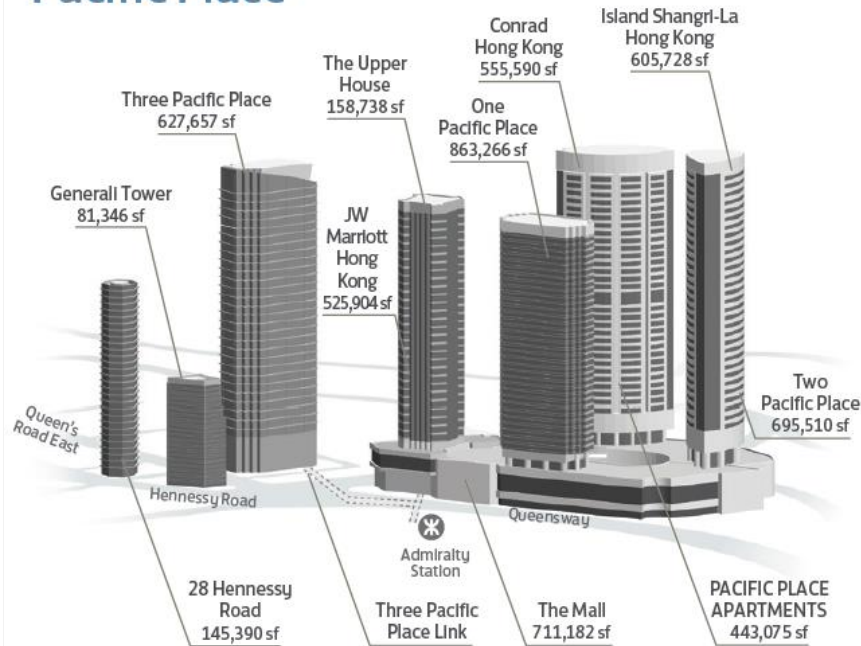 Pacific Place
Island Shangri-La
Hong Kong
605,728 sf
Conrad
Hong Kong
555,590 sf
The Upper
House
158,738 sf
One
Pacific Place
863,266 sf
Three Pacific Place
627,657 sf
Generali Tower
81,346 sf
JW
Marriott
Hong
Kong
525,904 sf
Two
Pacific Place
695,510 sf
Queen's
Road East
Hennessy Road
Queensway
Admiralty
Station
28 Hennessy
Road
145,390 sf
Three Pacific
Place Link
The Mall
711,182 sf
PACIFIC PLACE
APARTMENTS
443,075 sf